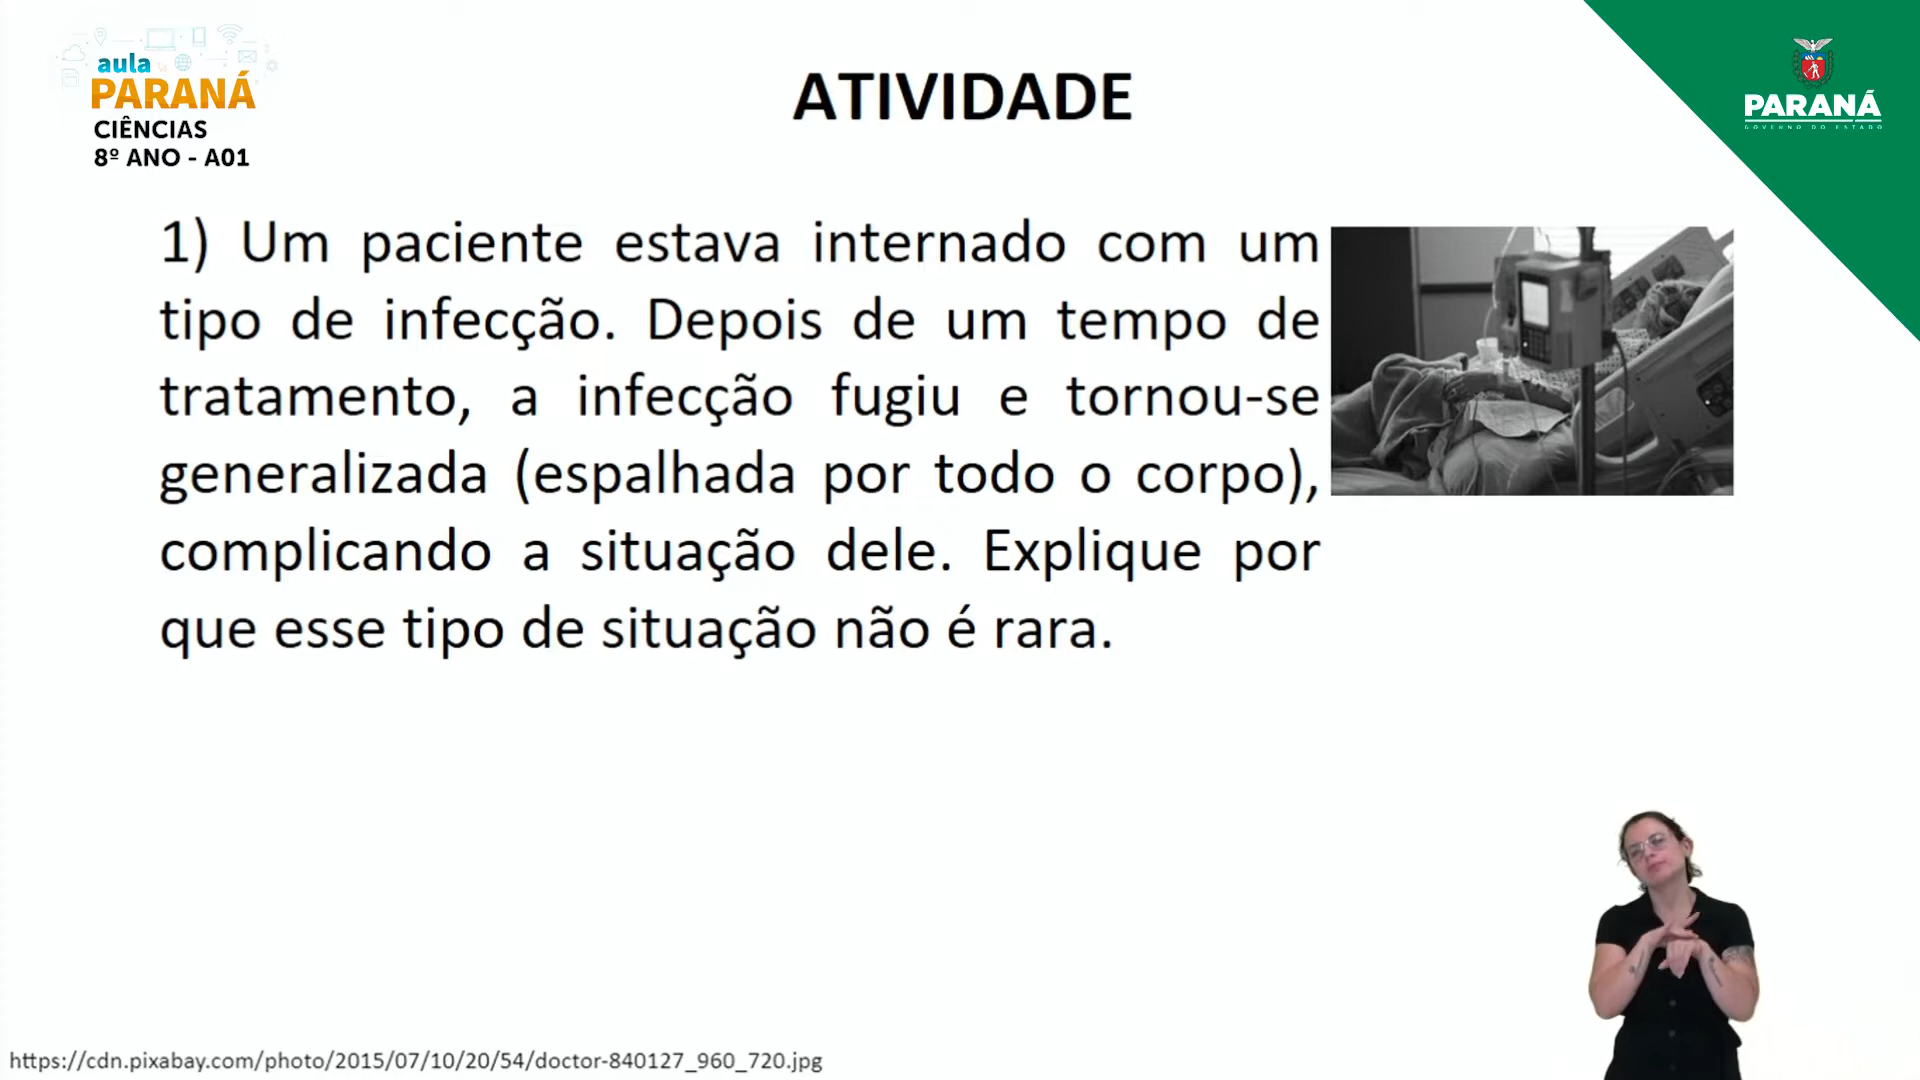 aula
PARANÁ
CIÊNCIAS
8º ANO - A01
ATIVIDADE
PARANÁ
GOVERNO DO ESTADO
1) Um paciente estava internado com um
tipo de infecção. Depois de um tempo de
tratamento, a infecção fugiu e tornou-se
generalizada (espalhada por todo o corpo),
complicando a situação dele. Explique por
que esse tipo de situação não é rara.
https://cdn.pixabay.com/photo/2015/07/10/20/54/doctor-840127_960_720.jpg